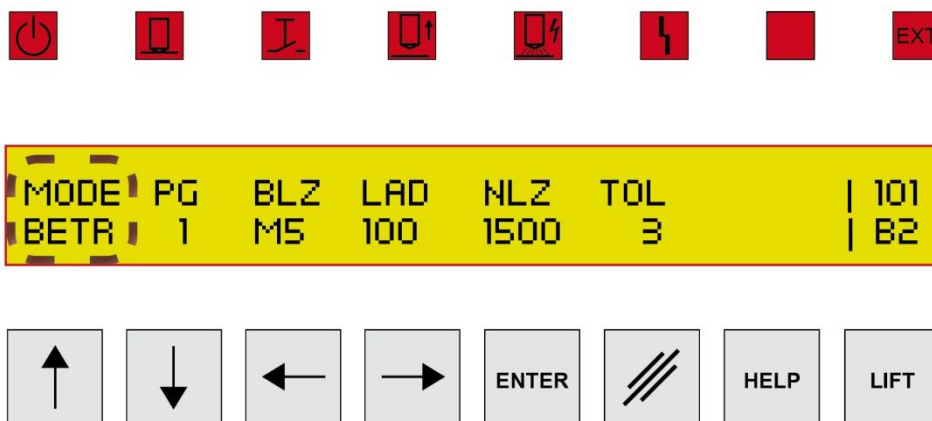 EXT
MODE PG BLZ LAD NLZ TOL | 101
BETR 1 M5 100 1500 3 | B2
ENTER HELP LIFT